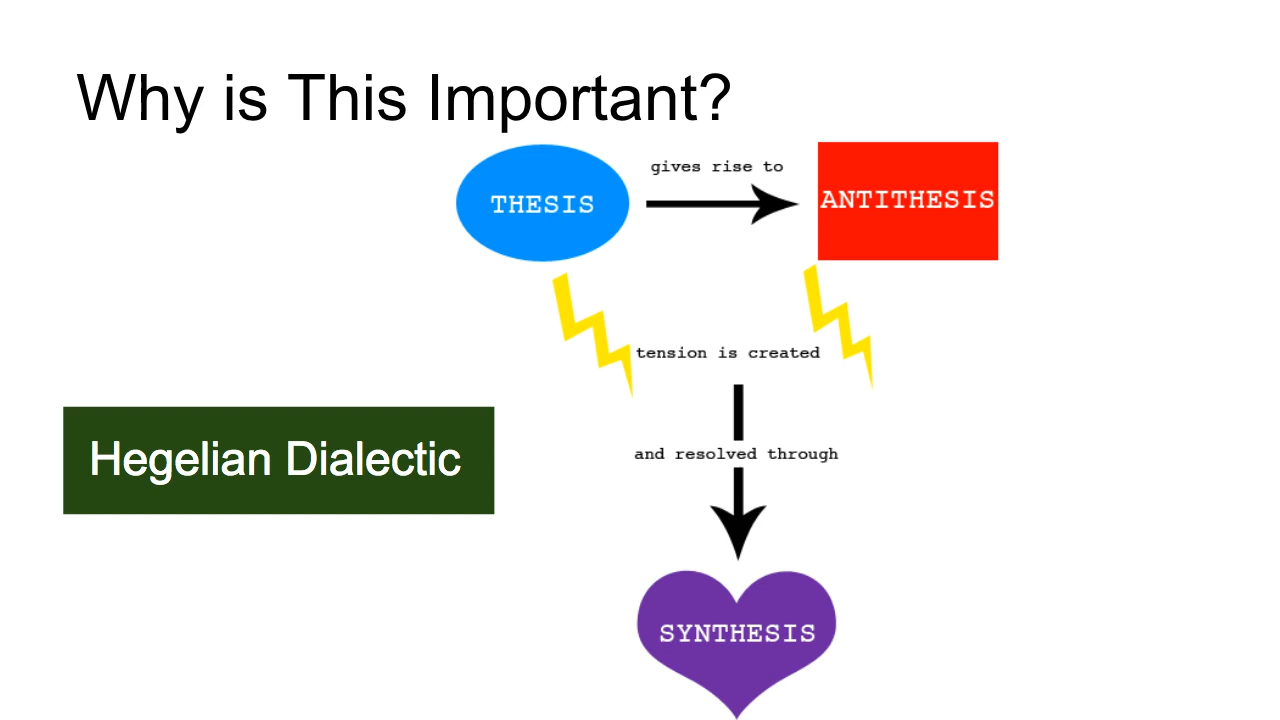 Why is This Important?
gives rise to
THESIS
ANTITHESIS
tension is created
Hegelian Dialectic
and resolved through
SYNTHESIS